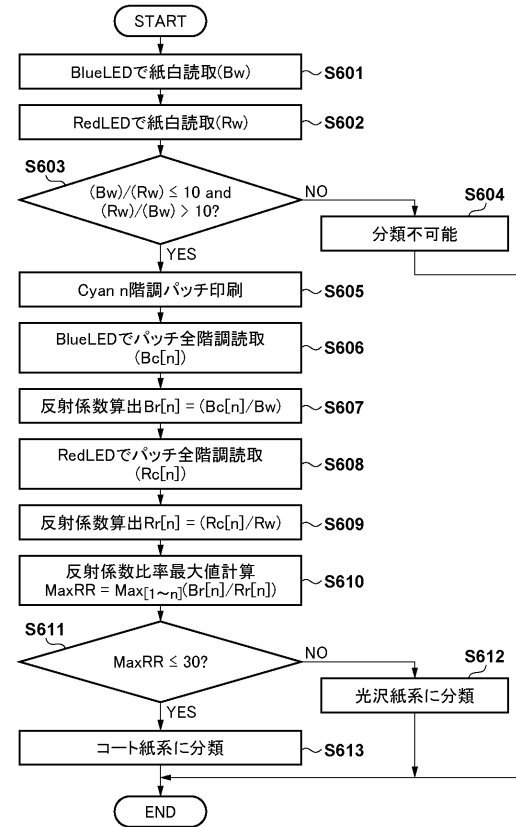 START
BlueLEDで紙白読取(Bw)
S601
RedLEDで紙白読取(Rw)
S602
S603
(Bw)/(Rw) ≤ 10 and
(Rw)/(Bw) > 10?
NO
S604
分類不可能
YES
Cyan n階調パッチ印刷
S605
BlueLEDでパッチ全階調読取
(Bc[n])
S606
反射係数算出Br[n] = (Bc[n]/Bw)
S607
RedLEDでパッチ全階調読取
(Rc[n])
S608
反射係数算出Rr[n] = (Rc[n]/Rw)
S609
反射係数比率最大値計算
MaxRR = Max[1～n](Br[n]/Rr[n])
S610
S611
MaxRR ≤ 30?
NO
S612
光沢紙系に分類
YES
コート紙系に分類
S613
END